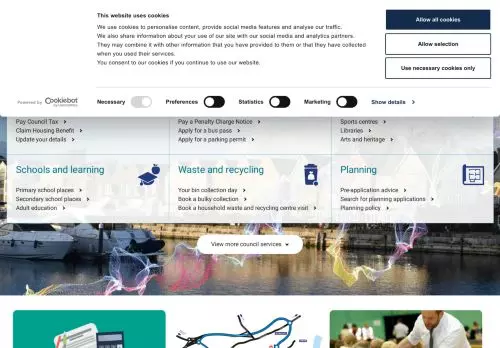 This website uses cookies
We use cookies to personalise content, provide social media features and analyse our traffic.
We also share information about your use of our site with our social media and analytics partners.
They may combine it with other information that you have provided to them or that they have collected
when you used their services.
You consent to our cookies if you continue to use our website.
Allow all cookies
Allow selection
Use necessary cookies only
Powered by Cookiebot
Necessary
Preferences
Statistics
Marketing
Show details
Pay Council Tax
Claim Housing Benefit
Update your details
Pay a Penalty Charge Notice
Apply for a bus pass
Apply for a parking permit
Sports centres
Libraries
Arts and heritage
Schools and learning
Primary school places
Secondary school places
Adult education
Waste and recycling
Your bin collection day
Book a bulky collection
Book a household waste and recycling centre visit
Planning
Pre-application advice
Search for planning applications
Planning policy
View more council services